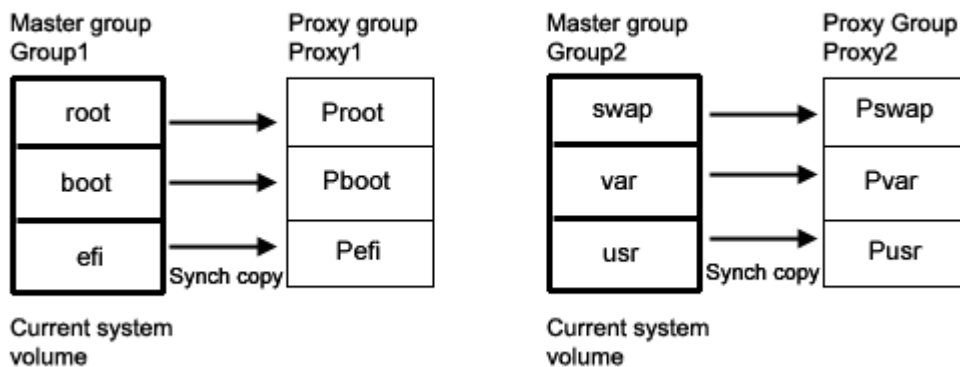 Master group
Group1
Proxy group
Proxy1
root
Proot
boot
Pboot
efi
Pefi
Synch copy
Current system
volume
Master group
Group2
Proxy Group
Proxy2
swap
Pswap
var
Pvar
usr
Pusr
Synch copy
Current system
volume